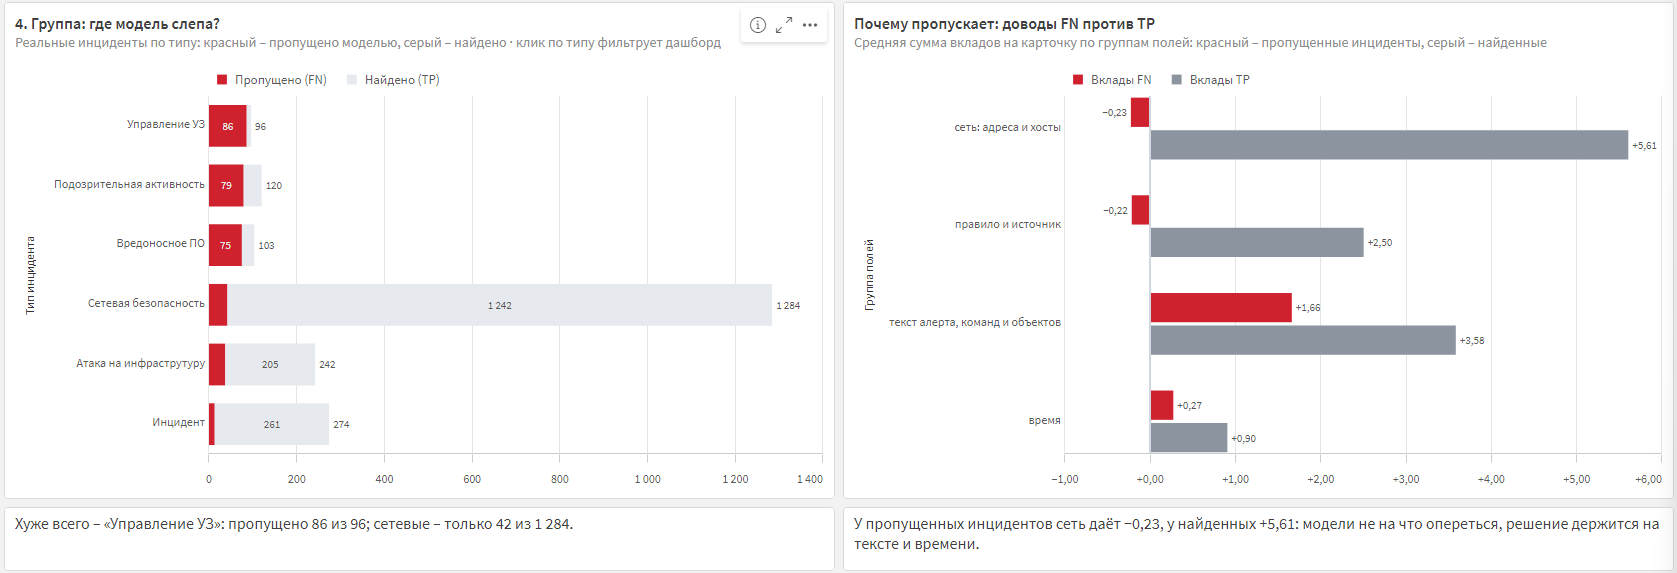 4. Группа: где модель слепа?
Реальные инциденты по типу: красный – пропущено моделью, серый – найдено · клик по типу фильтрует дашборд
Пропущено (FN)
Найдено (TP)
Тип инцидента
Управление УЗ
86
96
Подозрительная активность
79
120
Вредоносное ПО
75
103
Сетевая безопасность
1 242
1 284
Атака на инфраструтуру
205
242
Инцидент
261
274
0
200
400
600
800
1 000
1 200
1 400
Хуже всего – «Управление УЗ»: пропущено 86 из 96; сетевые – только 42 из 1 284.
Почему пропускает: доводы FN против TP
Средняя сумма вкладов на карточку по группам полей: красный – пропущенные инциденты, серый – найденные
Вклады FN
Вклады TP
Группа полей
сеть: адреса и хосты
−0,23
+5,61
правило и источник
−0,22
+2,50
текст алерта, команд и объектов
+1,66
+3,58
время
+0,27
+0,90
−1,00
+0,00
+1,00
+2,00
+3,00
+4,00
+5,00
+6,00
У пропущенных инцидентов сеть даёт −0,23, у найденных +5,61: модели не на что опереться, решение держится на
тексте и времени.